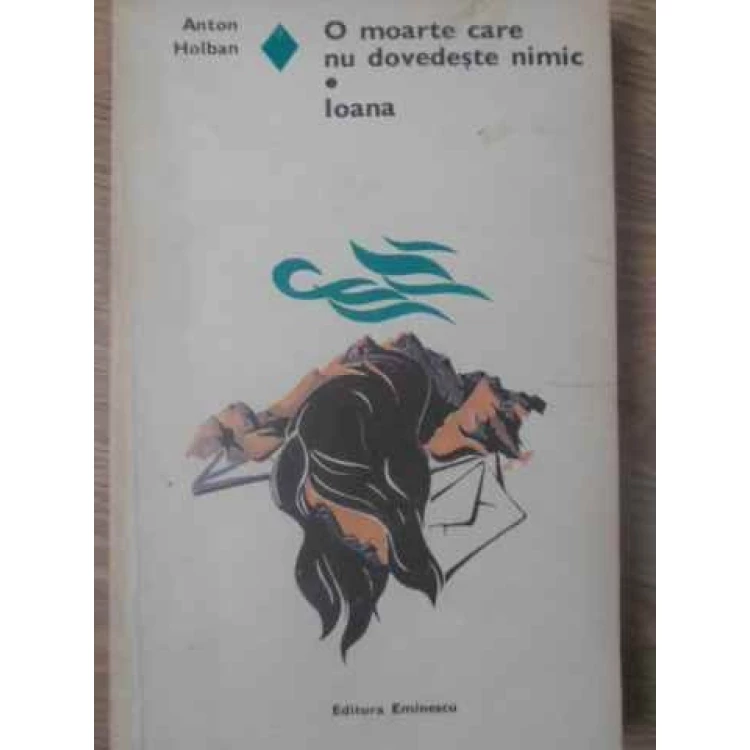 Anton
Holban
O moarte care
nu dovedește nimic
•
Ioana
Editura Eminescu